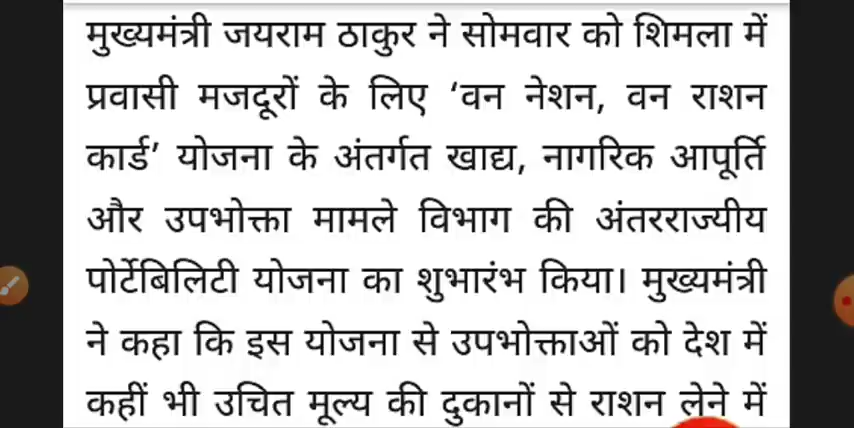 मुख्यमंत्री जयराम ठाकुर ने सोमवार को शिमला में
प्रवासी मजदूरों के लिए ‘वन नेशन, वन राशन
कार्ड’ योजना के अंतर्गत खाद्य, नागरिक आपूर्ति
और उपभोक्ता मामले विभाग की अंतरराज्यीय
पोर्टेबिलिटी योजना का शुभारंभ किया। मुख्यमंत्री
ने कहा कि इस योजना से उपभोक्ताओं को देश में
कहीं भी उचित मूल्य की दुकानों से राशन लेने में